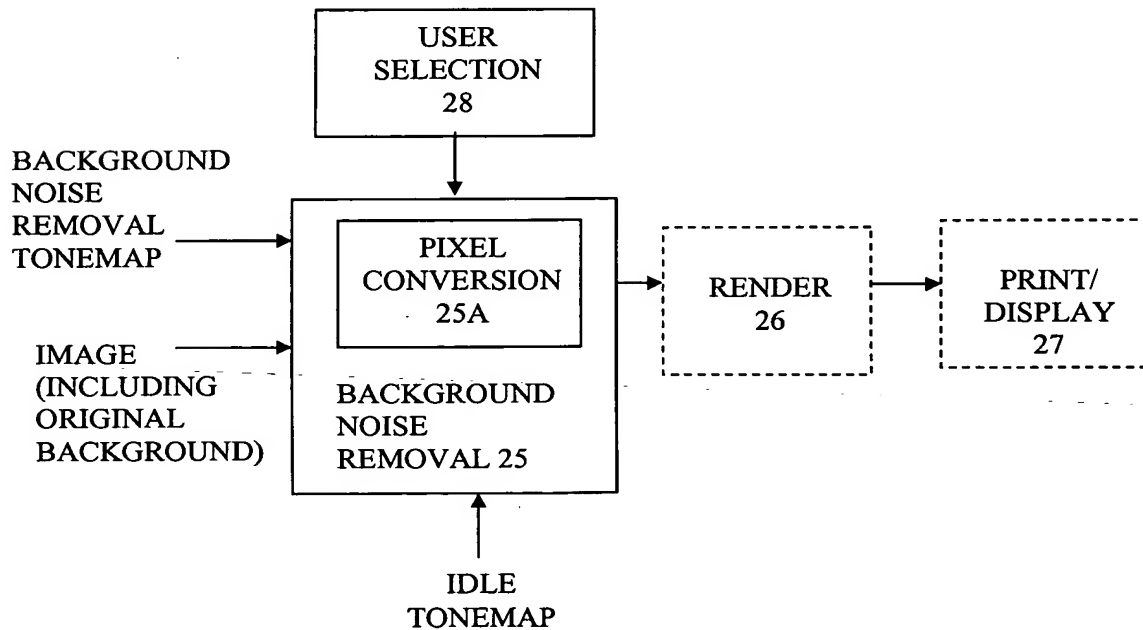 USER
SELECTION
28
BACKGROUND
NOISE
REMOVAL
TONEMAP
PIXEL
CONVERSION
25A
RENDER
26
PRINT/
DISPLAY
27
IMAGE
(INCLUDING
ORIGINAL
BACKGROUND)
BACKGROUND
NOISE
REMOVAL 25
IDLE
TONEMAP